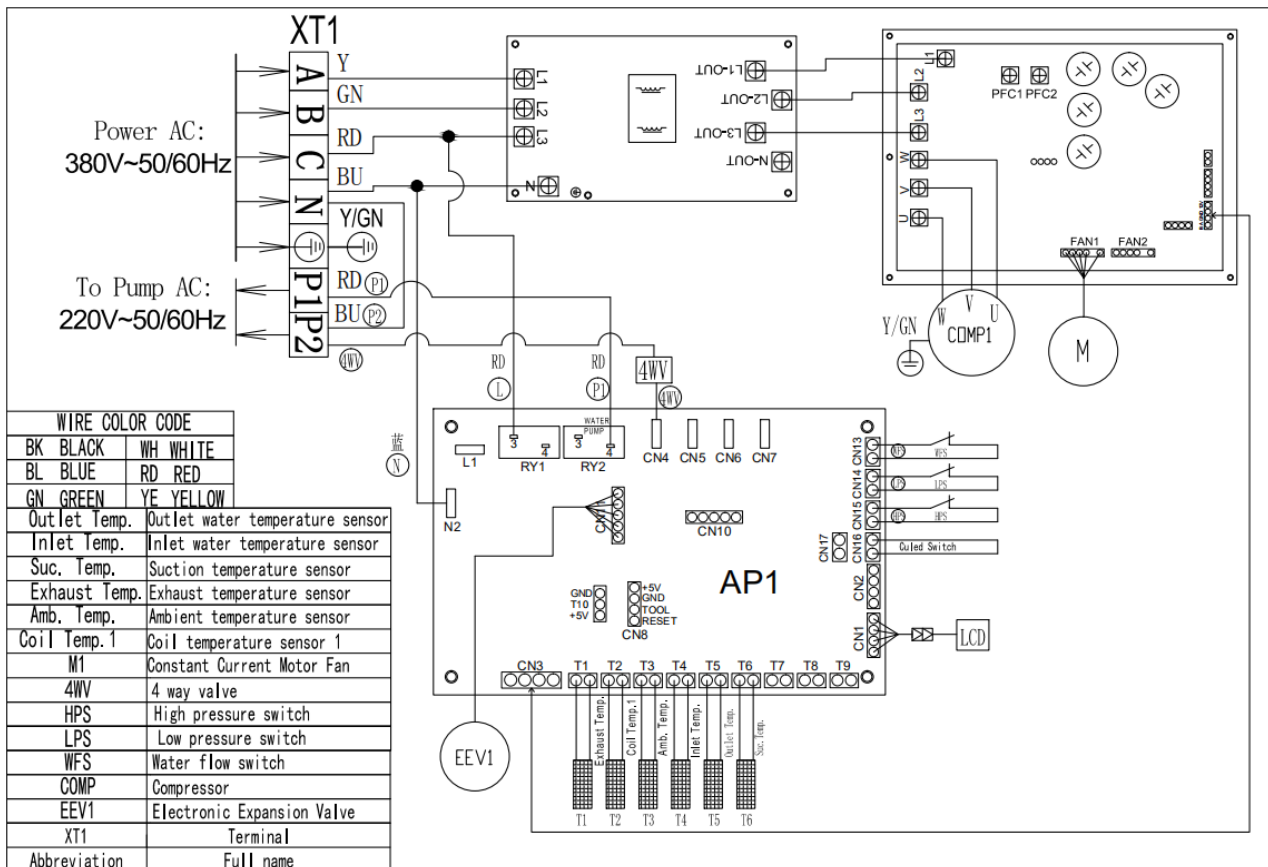 XT1
A
B
C
N
P1
P2
Y
GN
RD
BU
Y/GN
RD P1
BU P2
4WV
Power AC:
380V~50/60Hz
To Pump AC:
220V~50/60Hz
L1
L2
L3
N
L1-OUT
L2-OUT
L3-OUT
N-OUT
L1
L2
L3
W
V
U
PFC1 PFC2
FAN1 FAN2
W V U
COMP1
Y/GN
M
RD
L
RD
P1
4WV
4WV
蓝
N
L1
3
4
RY1
WATER
PUMP
3
4
RY2
CN4 CN5 CN6 CN7
N2
CN10
CN17
AP1
GND
T10
+5V
+5V
GND
TOOL
RESET
CN8
CN13
WFS
CN14
LPS
LPS
CN15
HPS
CN16
Culed Switch
CN2
CN1
LCD
CN3 T1 T2 T3 T4 T5 T6 T7 T8 T9
Exhaust Temp.
Coil Temp.1
Amb. Temp.
Inlet Temp.
Outlet Temp.
Suc. Temp.
T1 T2 T3 T4 T5 T6
EEV1
WIRE COLOR CODE
BK BLACK WH WHITE
BL BLUE RD RED
GN GREEN YE YELLOW
Outlet Temp. Outlet water temperature sensor
Inlet Temp. Inlet water temperature sensor
Suc. Temp. Suction temperature sensor
Exhaust Temp. Exhaust temperature sensor
Amb. Temp. Ambient temperature sensor
Coil Temp.1 Coil temperature sensor 1
M1 Constant Current Motor Fan
4WV 4 way valve
HPS High pressure switch
LPS Low pressure switch
WFS Water flow switch
COMP Compressor
EEV1 Electronic Expansion Valve
XT1 Terminal
Abbreviation Full name